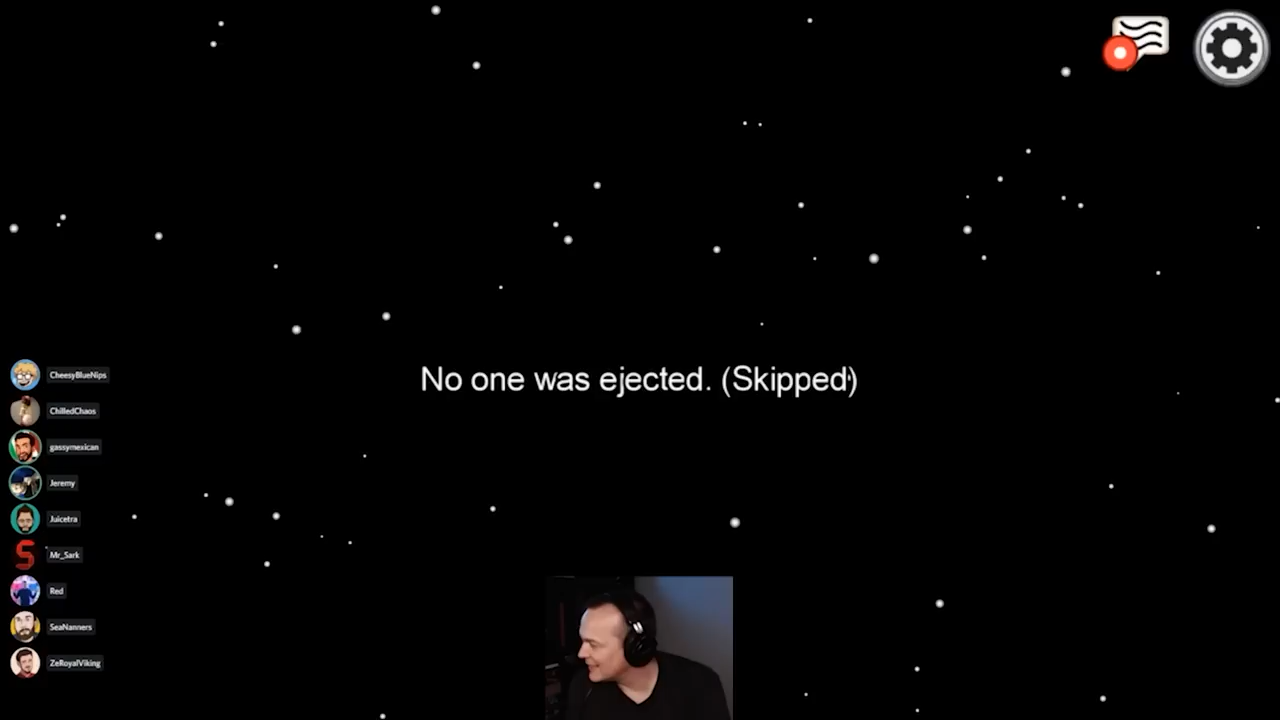 No one was ejected. (Skipped)
CheesyBlueNips
ChilledChaos
gassymexican
Jeremy
Juicetra
Mr_Sark
Red
SeaNanners
ZeRoyalViking